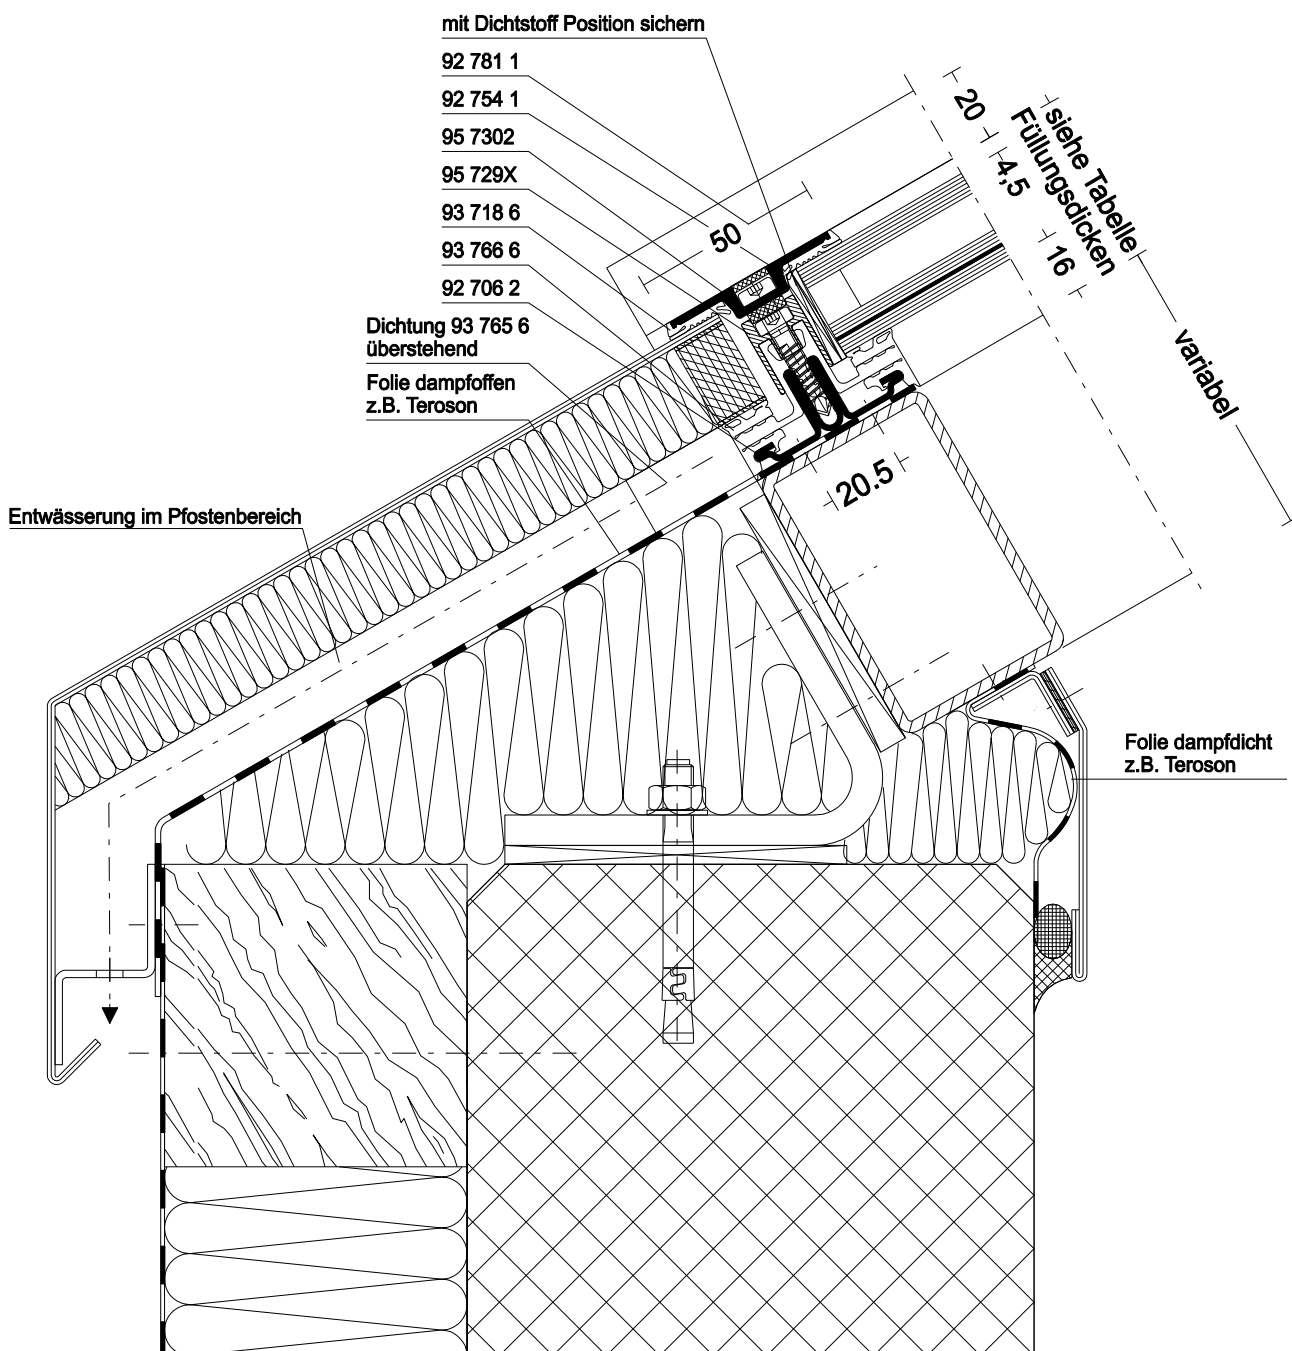 mit Dichtstoff Position sichern
92 781 1
92 754 1
95 7302
95 729X
93 718 6
93 766 6
92 706 2
Dichtung 93 765 6
überstehend
Folie dampfoffen
z.B. Teroson
Entwässerung im Pfostenbereich
50
20
4,5
16
siehe Tabelle
Füllungsdicken
variabel
20.5
Folie dampfdicht
z.B. Teroson